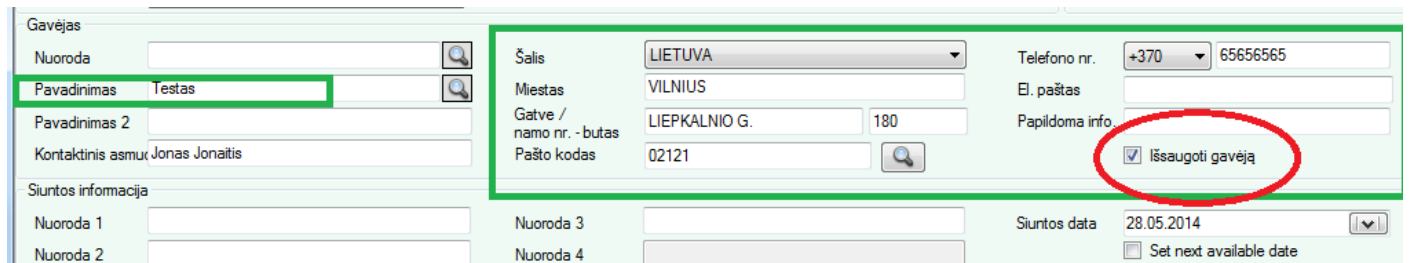 Gavėjas
Nuoroda
Šalis LIETUVA Telefono nr. +370 65656565
Pavadinimas Testas Miestas VILNIUS El. paštas
Pavadinimas 2 Gatve / namo nr. - butas LIEPKALNIO G. 180 Papildoma info.
Kontaktinis asmuo Jonas Jonaitis Pašto kodas 02121 Išsaugoti gavėją
Siuntos informacija
Nuoroda 1 Nuoroda 3 Siuntos data 28.05.2014
Nuoroda 2 Nuoroda 4 Set next available date